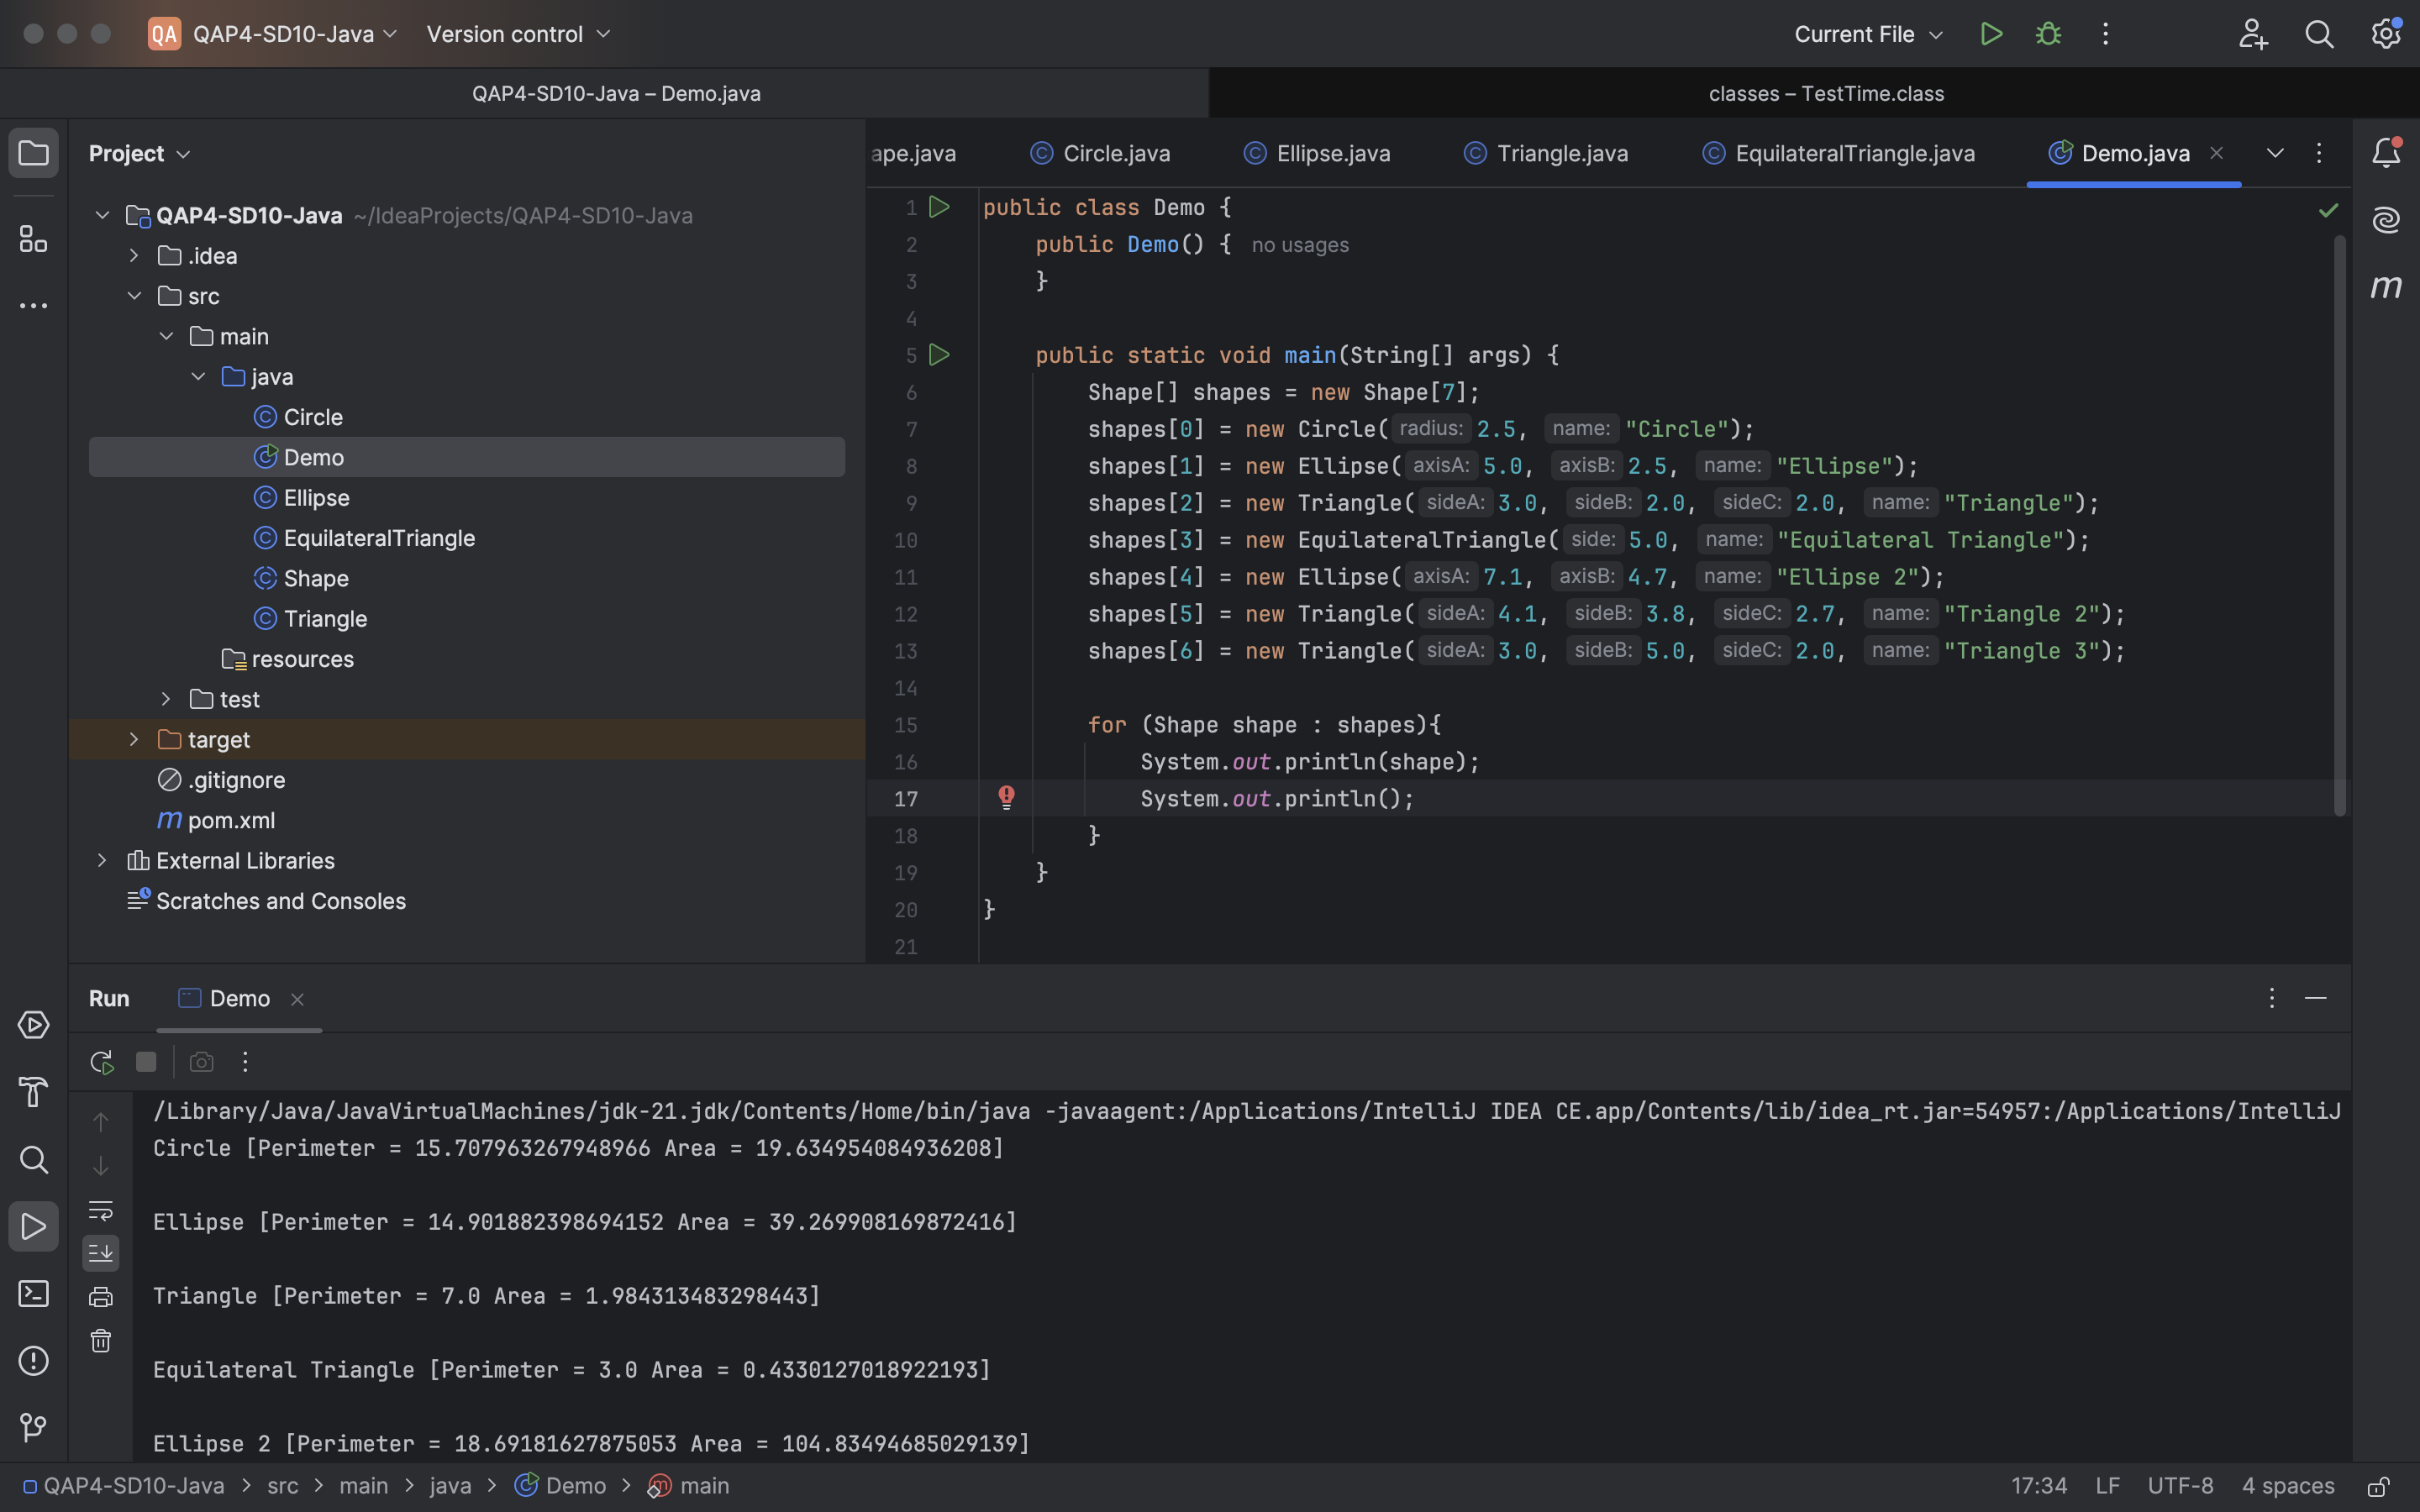 QA QAP4-SD10-Java Version control Current File
QAP4-SD10-Java – Demo.java classes – TestTime.class
Project
QAP4-SD10-Java ~/IdeaProjects/QAP4-SD10-Java
.idea
src
main
java
Circle
Demo
Ellipse
EquilateralTriangle
Shape
Triangle
resources
test
target
.gitignore
m pom.xml
External Libraries
Scratches and Consoles
ape.java Circle.java Ellipse.java Triangle.java EquilateralTriangle.java Demo.java
1 public class Demo {
2 public Demo() { no usages
3 }
4
5 public static void main(String[] args) {
6 Shape[] shapes = new Shape[7];
7 shapes[0] = new Circle( radius: 2.5, name: "Circle");
8 shapes[1] = new Ellipse( axisA: 5.0, axisB: 2.5, name: "Ellipse");
9 shapes[2] = new Triangle( sideA: 3.0, sideB: 2.0, sideC: 2.0, name: "Triangle");
10 shapes[3] = new EquilateralTriangle( side: 5.0, name: "Equilateral Triangle");
11 shapes[4] = new Ellipse( axisA: 7.1, axisB: 4.7, name: "Ellipse 2");
12 shapes[5] = new Triangle( sideA: 4.1, sideB: 3.8, sideC: 2.7, name: "Triangle 2");
13 shapes[6] = new Triangle( sideA: 3.0, sideB: 5.0, sideC: 2.0, name: "Triangle 3");
14
15 for (Shape shape : shapes){
16 System.out.println(shape);
17 System.out.println();
18 }
19 }
20 }
21
m
Run Demo
/Library/Java/JavaVirtualMachines/jdk-21.jdk/Contents/Home/bin/java -javaagent:/Applications/IntelliJ IDEA CE.app/Contents/lib/idea_rt.jar=54957:/Applications/IntelliJ
Circle [Perimeter = 15.707963267948966 Area = 19.634954084936208]
Ellipse [Perimeter = 14.901882398694152 Area = 39.269908169872416]
Triangle [Perimeter = 7.0 Area = 1.984313483298443]
Equilateral Triangle [Perimeter = 3.0 Area = 0.4330127018922193]
Ellipse 2 [Perimeter = 18.69181627875053 Area = 104.83494685029139]
QAP4-SD10-Java > src > main > java > Demo > m main 17:34 LF UTF-8 4 spaces